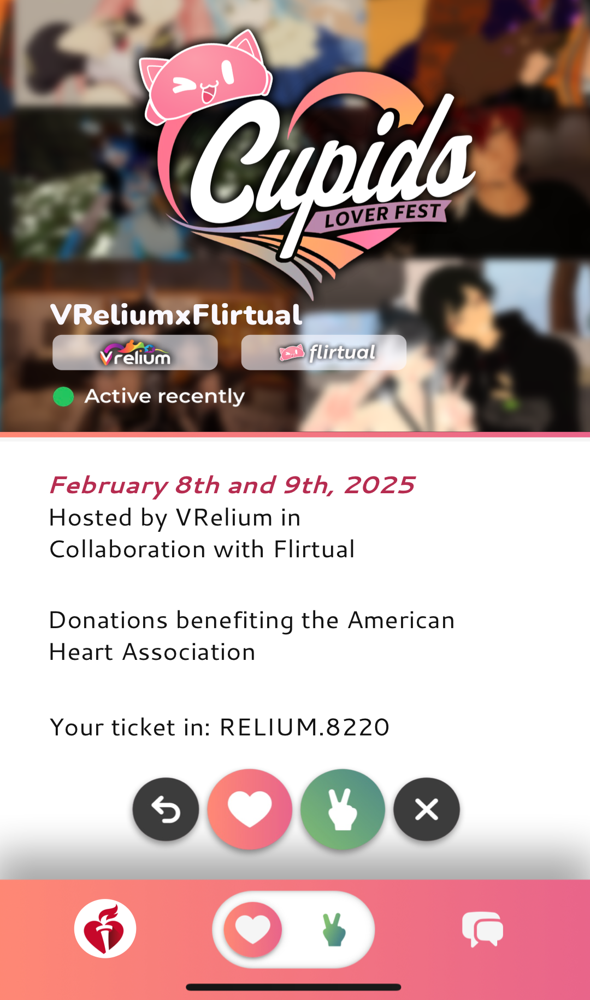 Cupids
LOVER FEST
VReliumxFlirtual
Vrelium
flirtual
Active recently
February 8th and 9th, 2025
Hosted by VRelium in
Collaboration with Flirtual
Donations benefiting the American
Heart Association
Your ticket in: RELIUM.8220